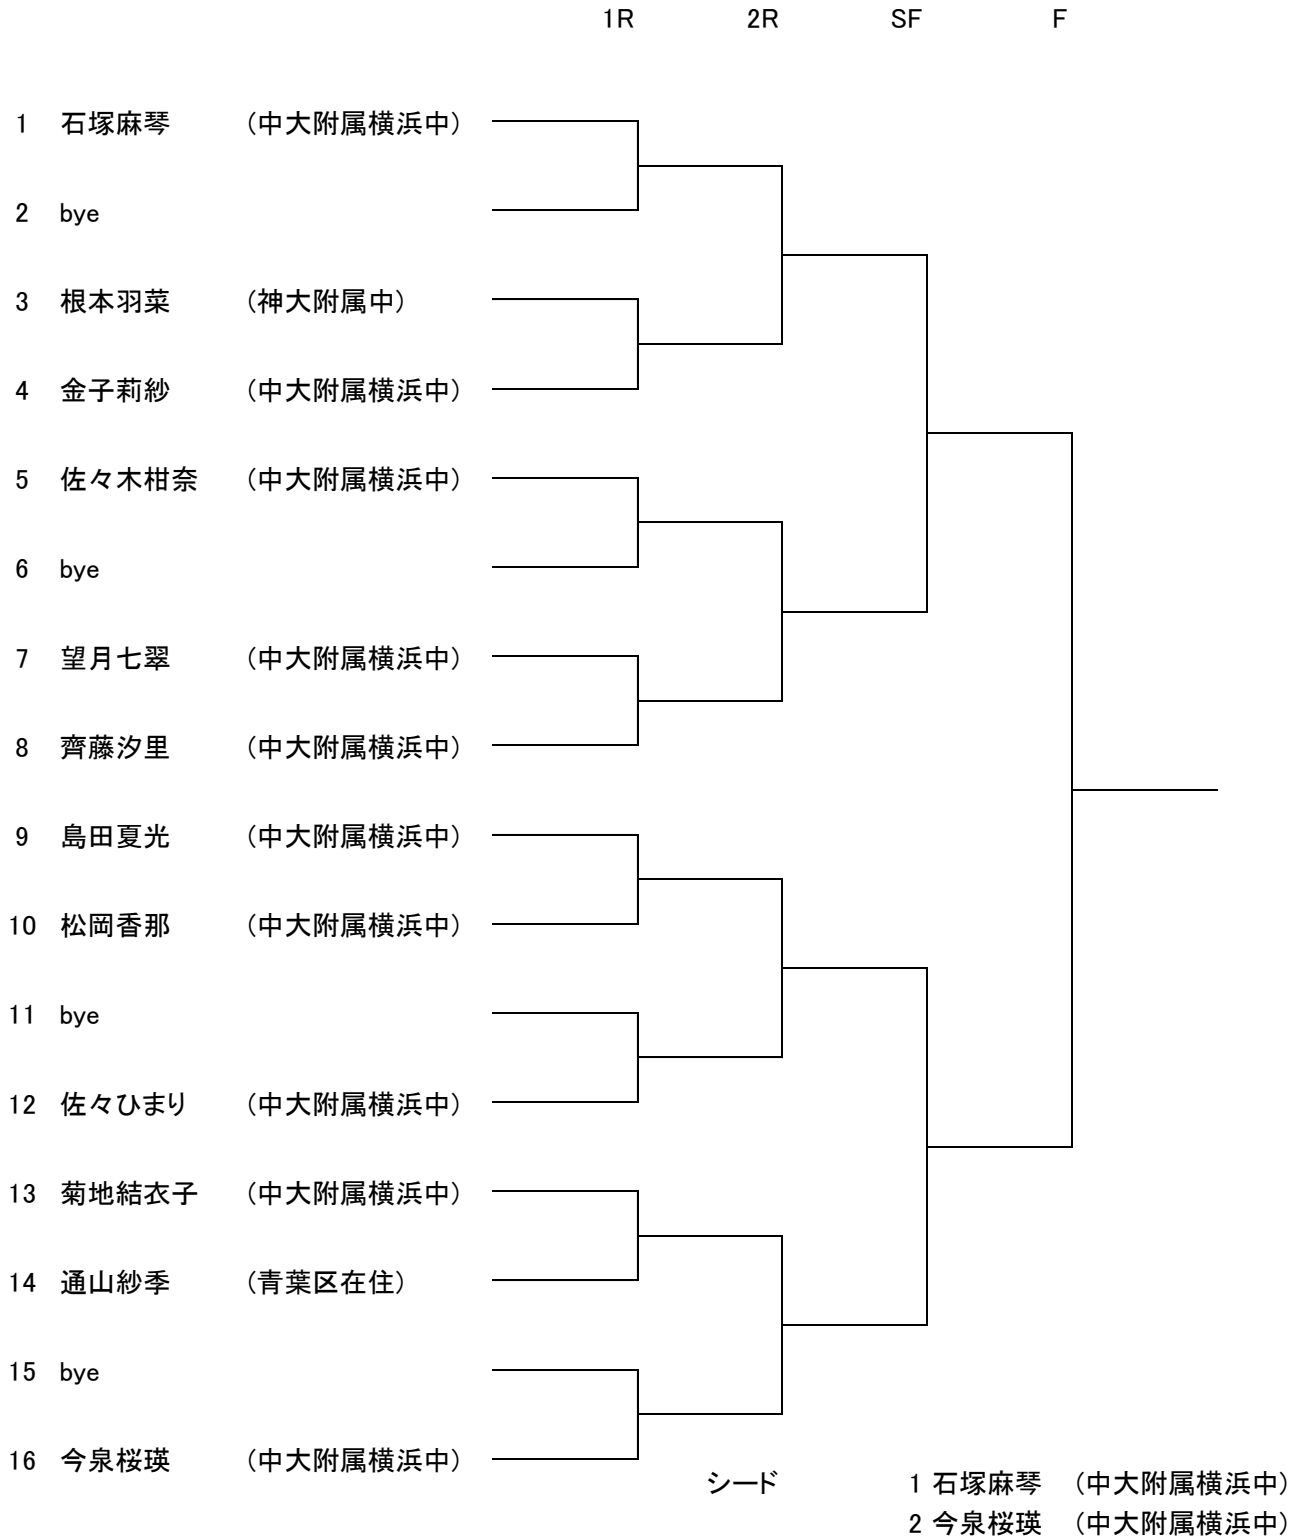 1R 2R SF F
1 石塚麻琴 (中大附属横浜中)
2 bye
3 根本羽菜 (神大附属中)
4 金子莉紗 (中大附属横浜中)
5 佐々木柑奈 (中大附属横浜中)
6 bye
7 望月七翠 (中大附属横浜中)
8 齊藤汐里 (中大附属横浜中)
9 島田夏光 (中大附属横浜中)
10 松岡香那 (中大附属横浜中)
11 bye
12 佐々ひまり (中大附属横浜中)
13 菊地結衣子 (中大附属横浜中)
14 通山紗季 (青葉区在住)
15 bye
16 今泉桜瑛 (中大附属横浜中)
シード 1 石塚麻琴 (中大附属横浜中)
2 今泉桜瑛 (中大附属横浜中)